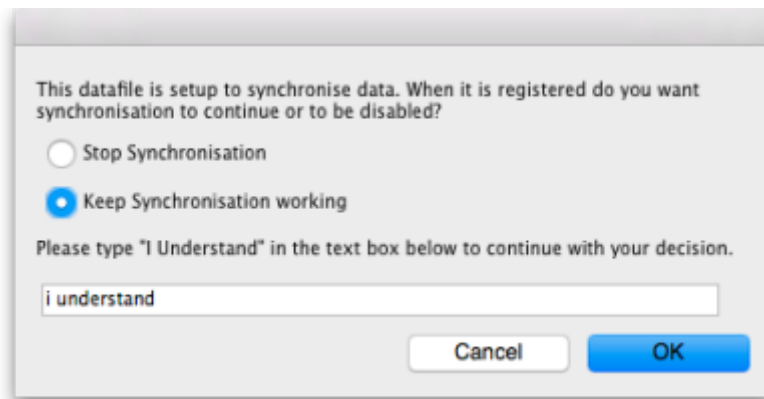 This datafile is setup to synchronise data. When it is registered do you want
synchronisation to continue or to be disabled?
Stop Synchronisation
Keep Synchronisation working
Please type "I Understand" in the text box below to continue with your decision.
i understand
Cancel OK